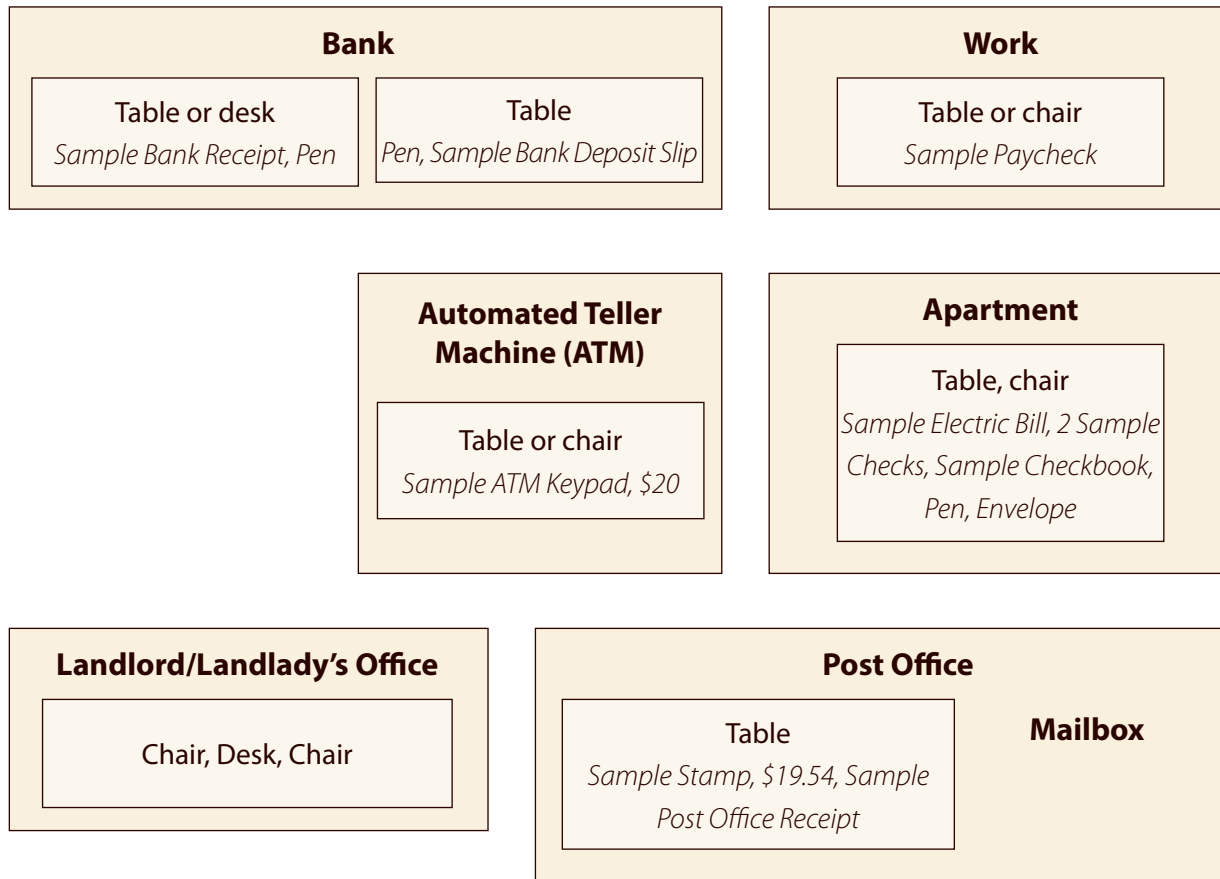 Bank
Table or desk
Sample Bank Receipt, Pen
Table
Pen, Sample Bank Deposit Slip
Work
Table or chair
Sample Paycheck
Automated Teller
Machine (ATM)
Table or chair
Sample ATM Keypad, $20
Apartment
Table, chair
Sample Electric Bill, 2 Sample
Checks, Sample Checkbook,
Pen, Envelope
Landlord/Landlady’s Office
Chair, Desk, Chair
Post Office
Table
Sample Stamp, $19.54, Sample
Post Office Receipt
Mailbox